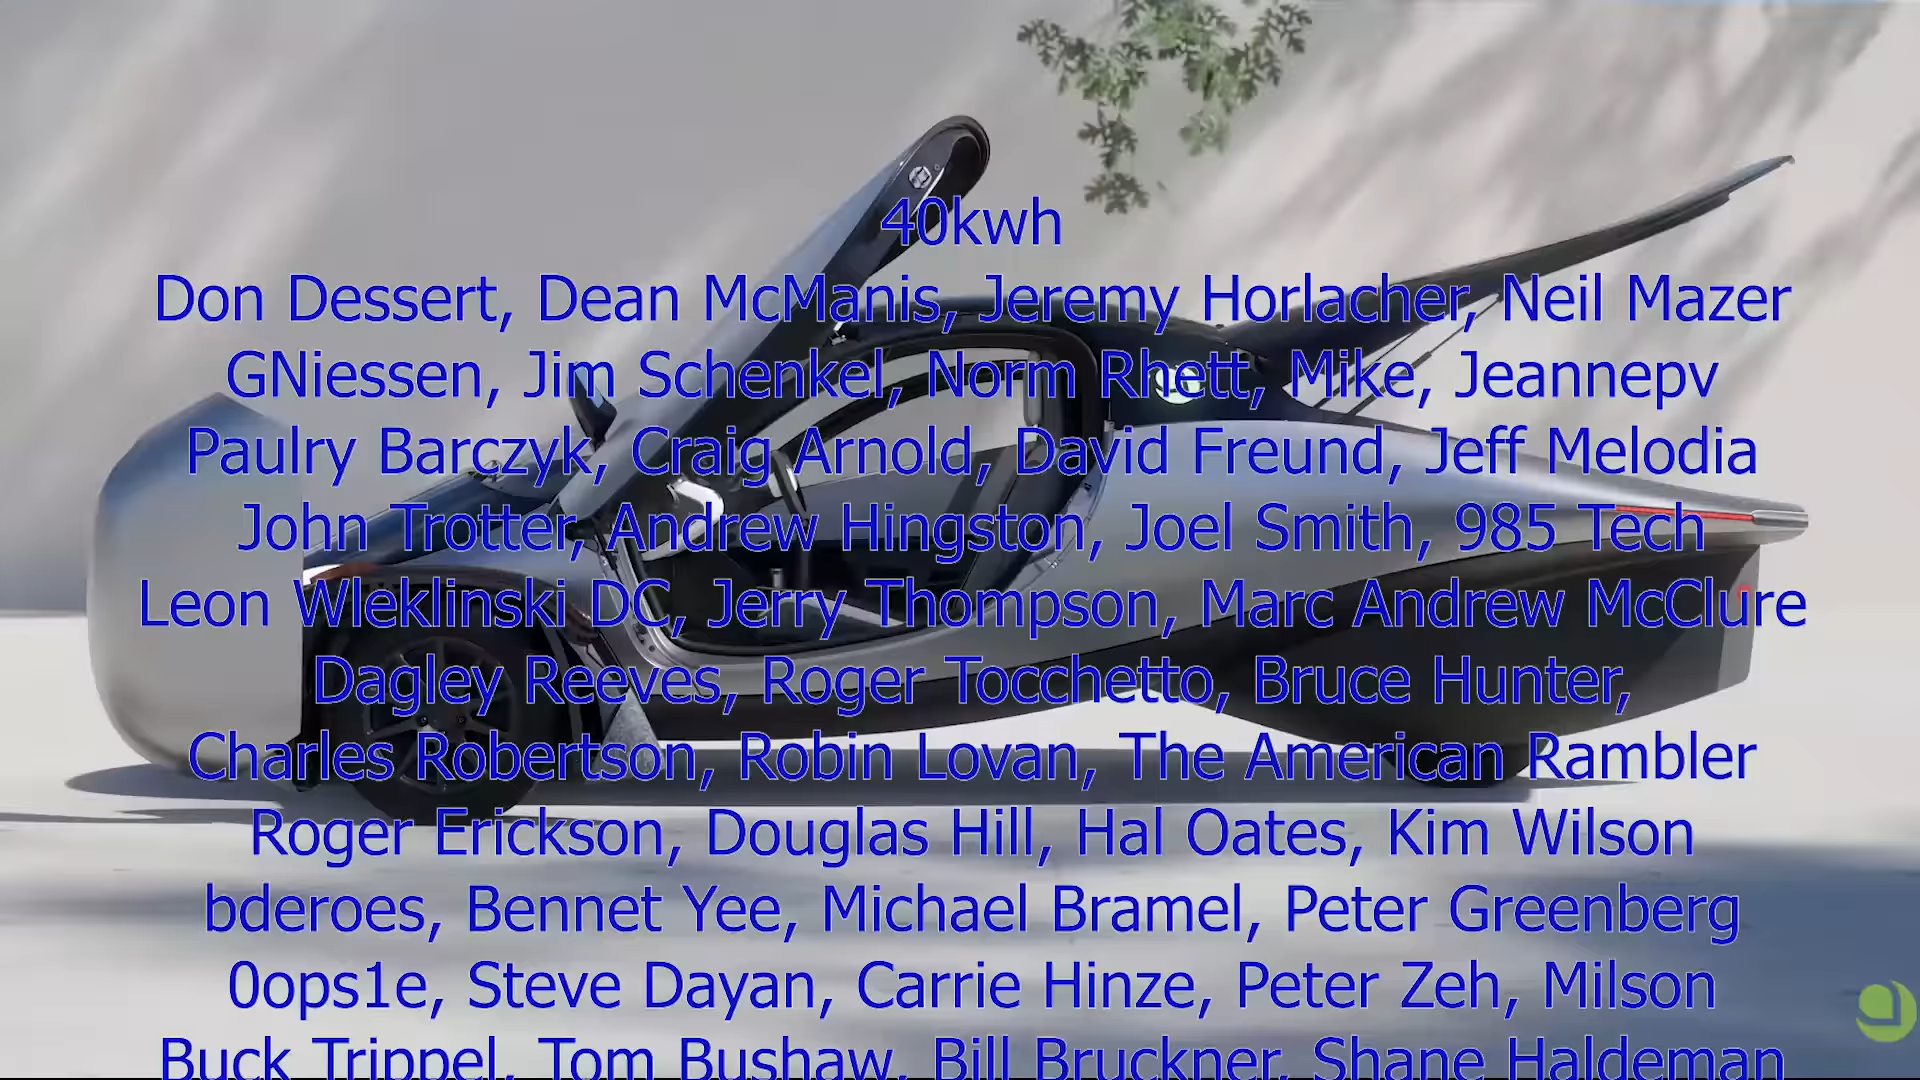 40kwh
Don Dessert, Dean McManis, Jeremy Horlacher, Neil Mazer
GNiessen, Jim Schenkel, Norm Rhett, Mike, Jeannepv
Paulry Barczyk, Craig Arnold, David Freund, Jeff Melodia
John Trotter, Andrew Hingston, Joel Smith, 985 Tech
Leon Wleklinski DC, Jerry Thompson, Marc Andrew McClure
Dagley Reeves, Roger Tocchetto, Bruce Hunter,
Charles Robertson, Robin Lovan, The American Rambler
Roger Erickson, Douglas Hill, Hal Oates, Kim Wilson
bderoes, Bennet Yee, Michael Bramel, Peter Greenberg
0ops1e, Steve Dayan, Carrie Hinze, Peter Zeh, Milson
Buck Trippel, Tom Bushaw, Bill Bruckner, Shane Haldeman